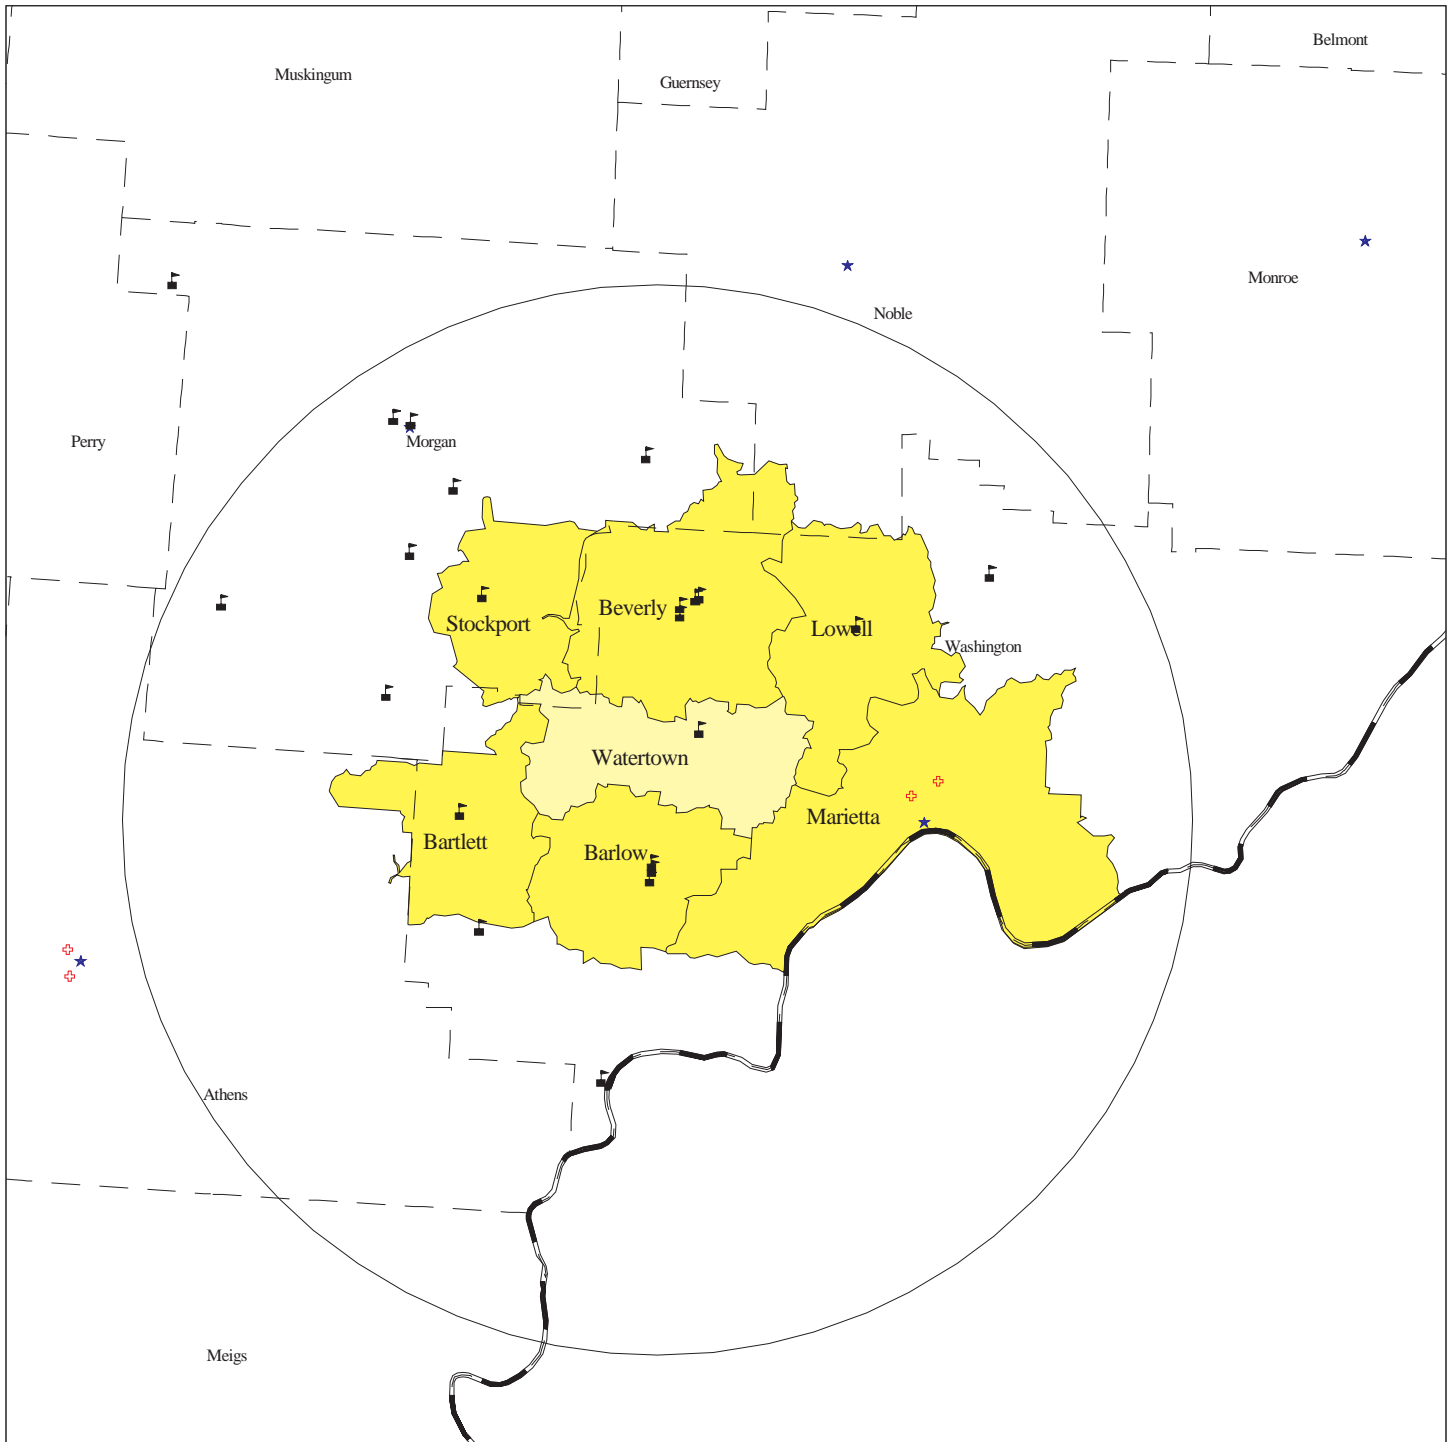 Belmont
Muskingum
Guernsey
Monroe
Noble
Perry
Morgan
Beverly
Stockport
Lowell
Washington
Watertown
Marietta
Bartlett
Barlow
Athens
Meigs